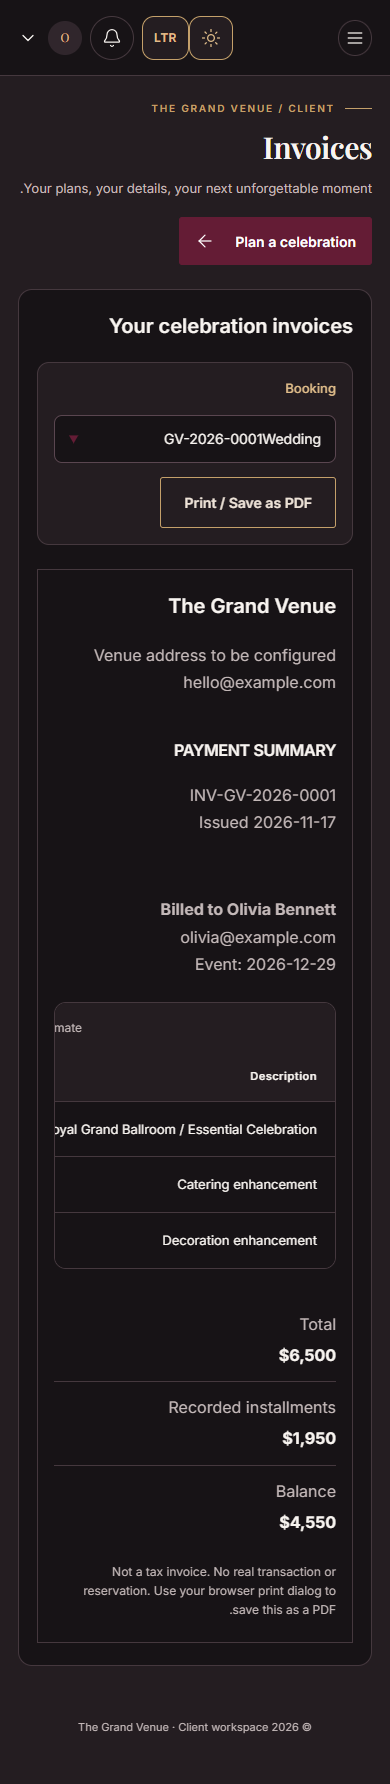 O
LTR
THE GRAND VENUE / CLIENT
Invoices
.Your plans, your details, your next unforgettable moment
Plan a celebration
Your celebration invoices
Booking
GV-2026-0001Wedding
Print / Save as PDF
The Grand Venue
Venue address to be configured
hello@example.com
PAYMENT SUMMARY
INV-GV-2026-0001
Issued 2026-11-17
Billed to Olivia Bennett
olivia@example.com
Event: 2026-12-29
mate
Description
oyal Grand Ballroom / Essential Celebration
Catering enhancement
Decoration enhancement
Total
$6,500
Recorded installments
$1,950
Balance
$4,550
Not a tax invoice. No real transaction or
reservation. Use your browser print dialog to
.save this as a PDF
The Grand Venue · Client workspace 2026 ©